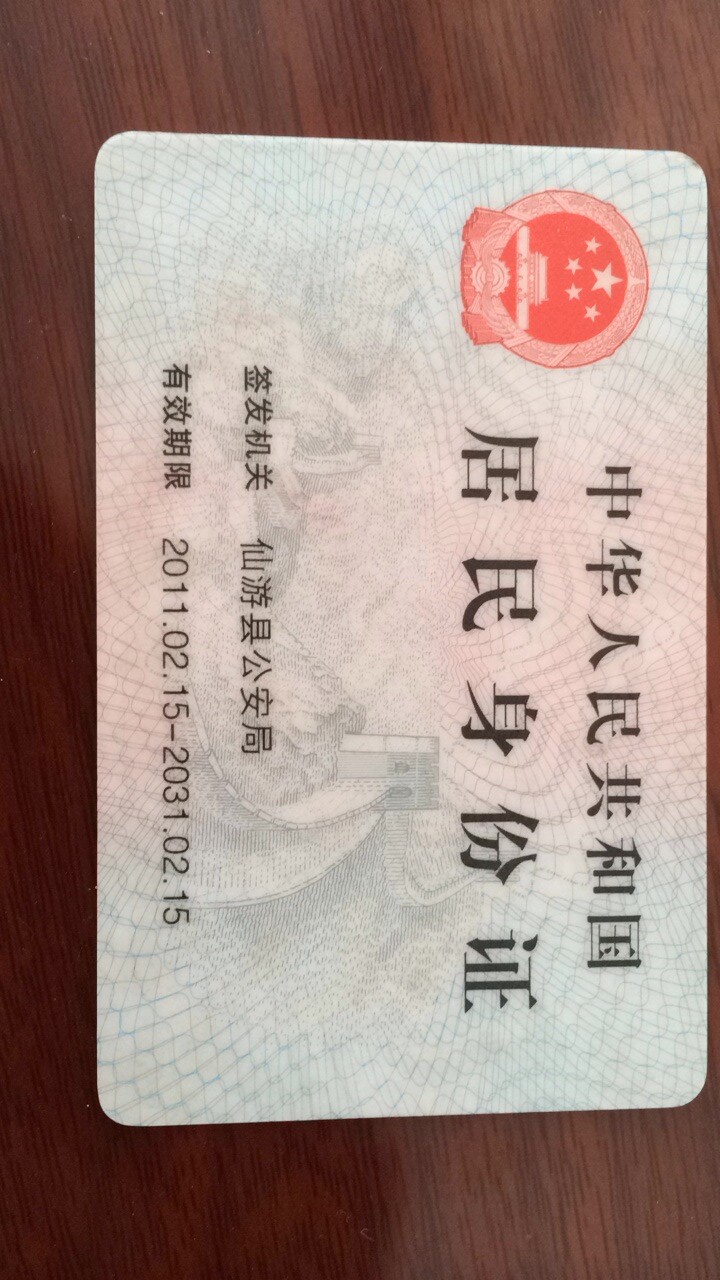 中华人民共和国
居民身份证
签发机关 仙游县公安局
有效期限 2011.02.15-2031.02.15